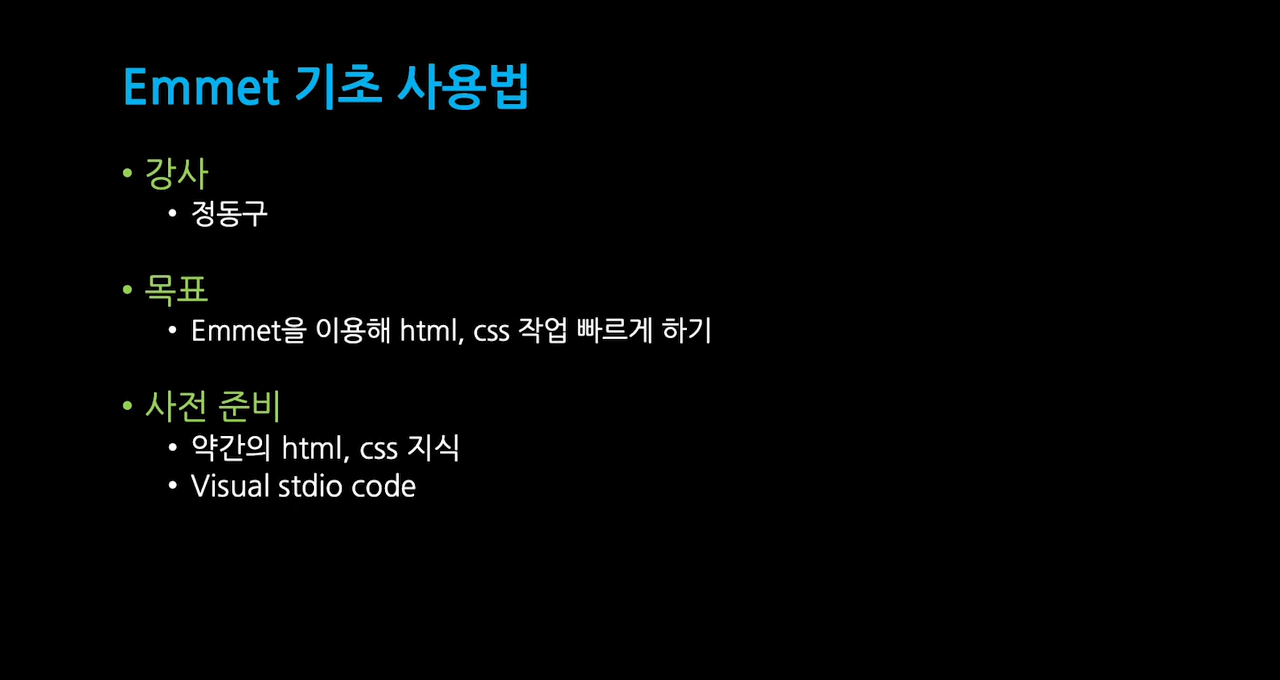 Emmet 기초 사용법
• 강사
• 정동구
• 목표
• Emmet을 이용해 html, css 작업 빠르게 하기
• 사전 준비
• 약간의 html, css 지식
• Visual stdio code